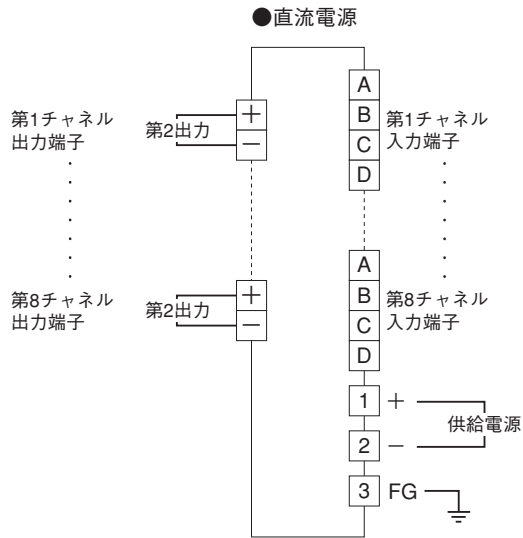 ●直流電源
第1チャネル
出力端子
第2出力
+
−
A
B
C
D
第1チャネル
入力端子
第8チャネル
出力端子
第2出力
+
−
A
B
C
D
第8チャネル
入力端子
1 +
2 −
供給電源
3 FG